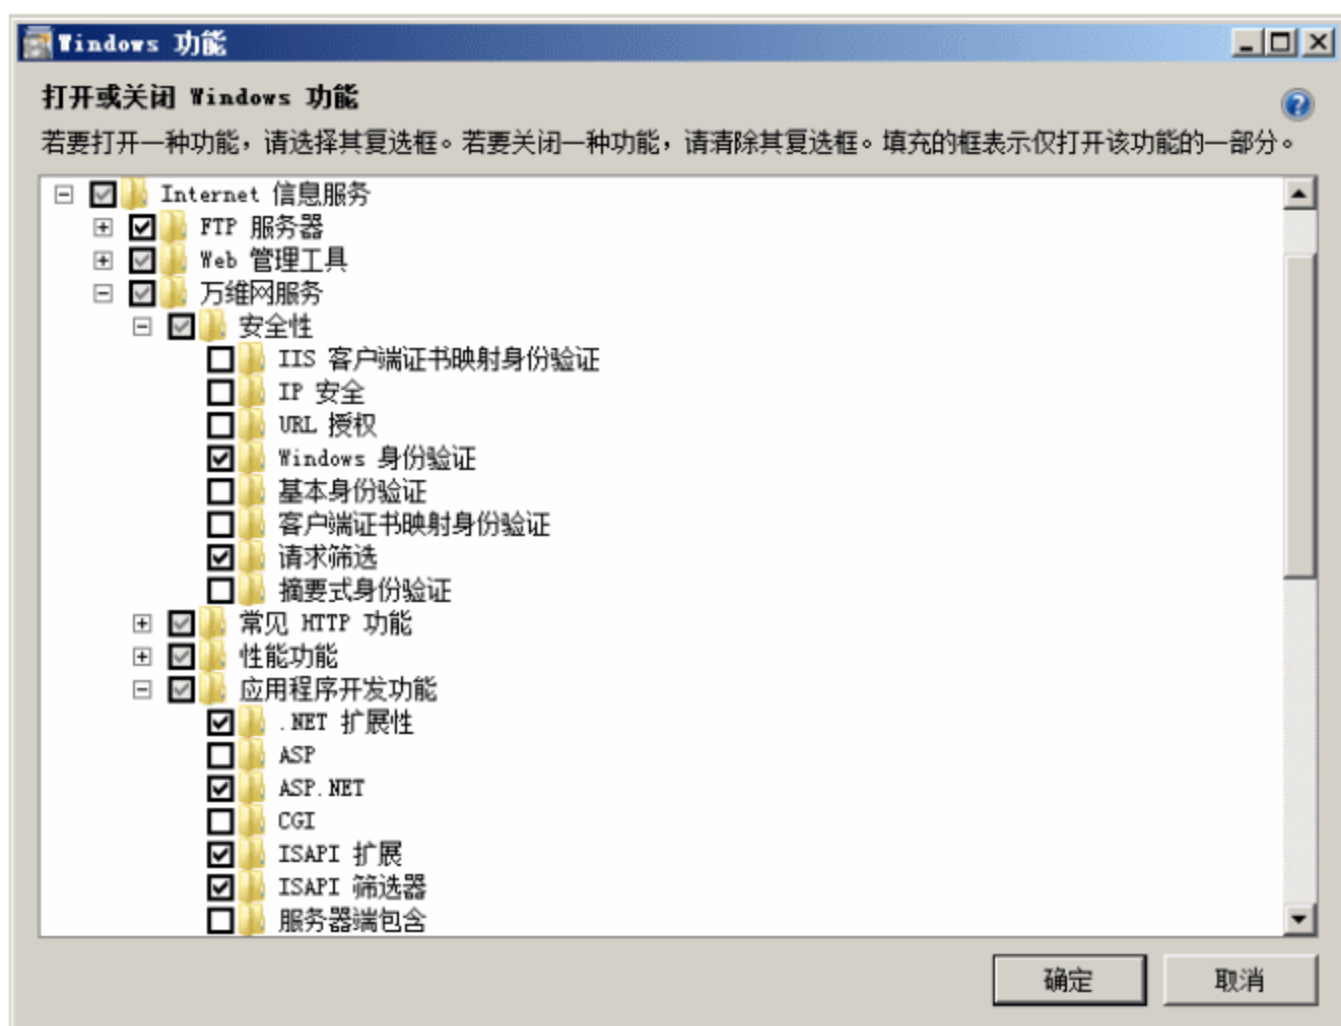 Windows 功能
打开或关闭 Windows 功能
若要打开一种功能，请选择其复选框。若要关闭一种功能，请清除其复选框。填充的框表示仅打开该功能的一部分。
Internet 信息服务
FTP 服务器
Web 管理工具
万维网服务
安全性
IIS 客户端证书映射身份验证
IP 安全
URL 授权
Windows 身份验证
基本身份验证
客户端证书映射身份验证
请求筛选
摘要式身份验证
常见 HTTP 功能
性能功能
应用程序开发功能
.NET 扩展性
ASP
ASP.NET
CGI
ISAPI 扩展
ISAPI 筛选器
服务器端包含
确定 取消